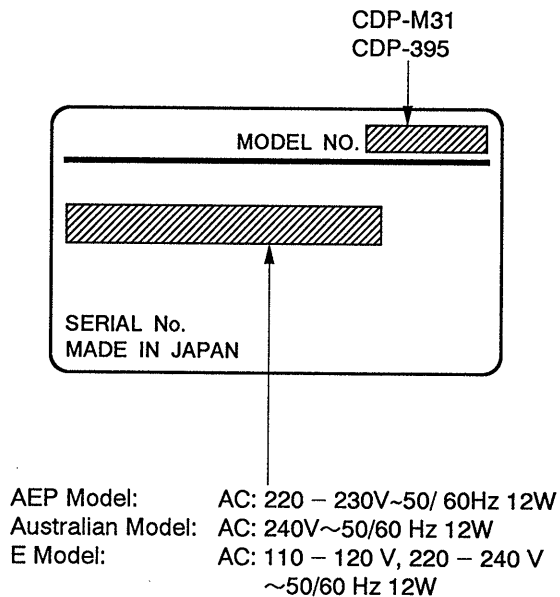 CDP-M31
CDP-395
MODEL NO.
SERIAL No.
MADE IN JAPAN
AEP Model: AC: 220 – 230V~50/ 60Hz 12W
Australian Model: AC: 240V~50/60 Hz 12W
E Model: AC: 110 – 120 V, 220 – 240 V
~50/60 Hz 12W